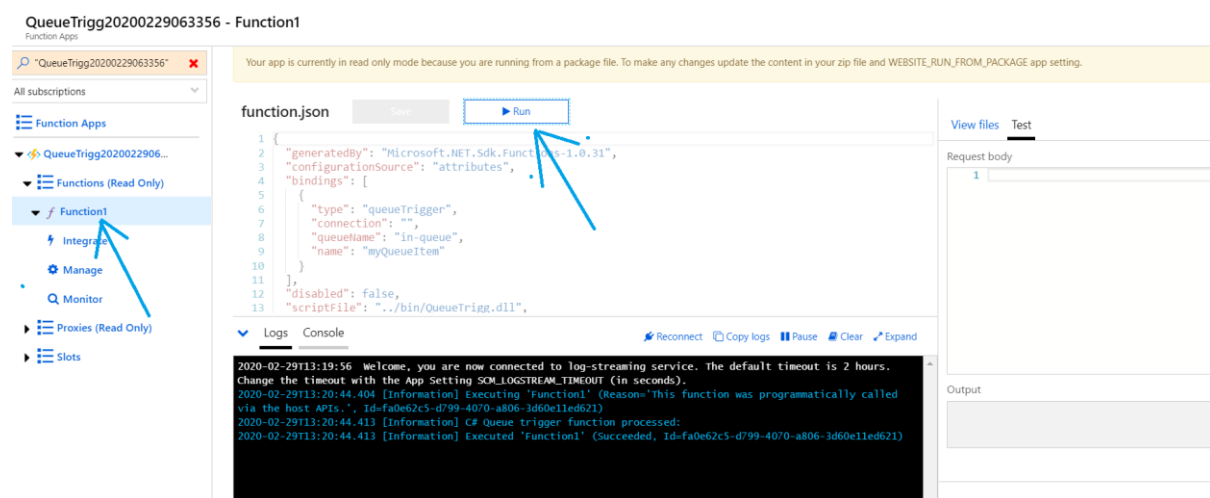 QueueTrigg20200229063356 - Function1
Function Apps
"QueueTrigg20200229063356"
All subscriptions
Function Apps
QueueTrigg2020022906...
Functions (Read Only)
Function1
Integrate
Manage
Monitor
Proxies (Read Only)
Slots
Your app is currently in read only mode because you are running from a package file. To make any changes update the content in your zip file and WEBSITE_RUN_FROM_PACKAGE app setting.
function.json Save Run
1 {
2 "generatedBy": "Microsoft.NET.Sdk.Functions-1.0.31",
3 "configurationSource": "attributes",
4 "bindings": [
5 {
6 "type": "queueTrigger",
7 "connection": "",
8 "queueName": "in-queue",
9 "name": "myQueueItem"
10 }
11 ],
12 "disabled": false,
13 "scriptFile": "../bin/QueueTrigg.dll",
Logs Console Reconnect Copy logs Pause Clear Expand
2020-02-29T13:19:56 Welcome, you are now connected to log-streaming service. The default timeout is 2 hours.
Change the timeout with the App Setting SCM_LOGSTREAM_TIMEOUT (in seconds).
2020-02-29T13:20:44.404 [Information] Executing 'Function1' (Reason='This function was programmatically called
via the host APIs.', Id=fa0e62c5-d799-4070-a806-3d60e11ed621)
2020-02-29T13:20:44.413 [Information] C# Queue trigger function processed:
2020-02-29T13:20:44.413 [Information] Executed 'Function1' (Succeeded, Id=fa0e62c5-d799-4070-a806-3d60e11ed621)
View files Test
Request body
1
Output